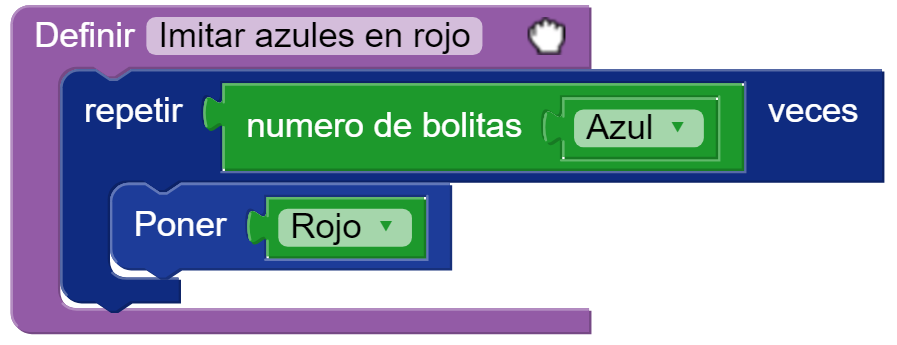 Definir Imitar azules en rojo
repetir numero de bolitas Azul veces
Poner Rojo